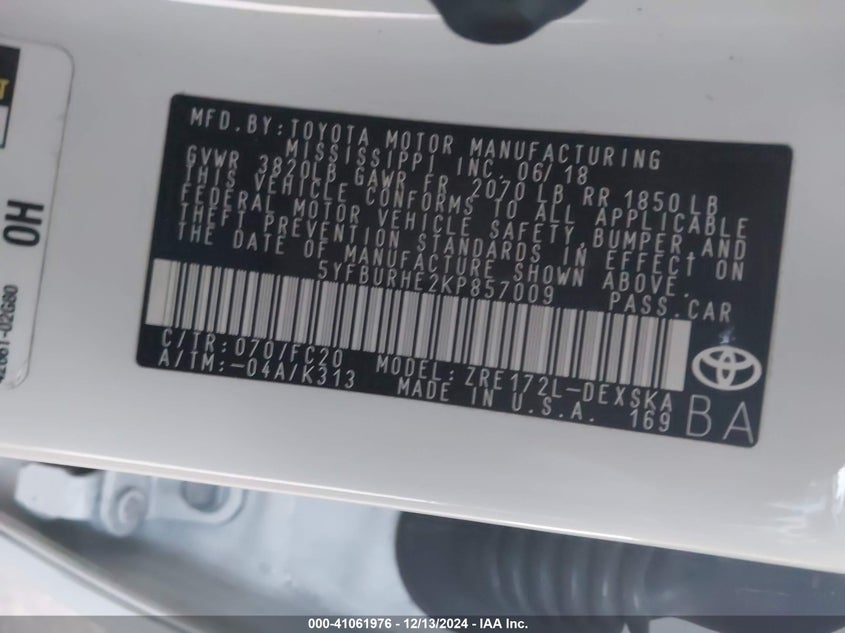 MFD.BY:TOYOTA MOTOR MANUFACTURING
MISSISSIPPI INC. 06/18
GVWR 3820LB GAWR FR 2070 LB RR 1850 LB
THIS VEHICLE CONFORMS TO ALL APPLICABLE
FEDERAL MOTOR VEHICLE SAFETY,BUMPER,AND
THEFT PREVENTION STANDARDS IN EFFECT ON
THE DATE OF MANUFACTURE SHOWN ABOVE.
5YFBURHE2KP857009 PASS.CAR
C/TR:070/FC20 MODEL:ZRE172L-DEXSKA
A/TM:-04A/K313 MADE IN U.S.A. 169 BA
OH
000-41061976 - 12/13/2024 - IAA Inc.